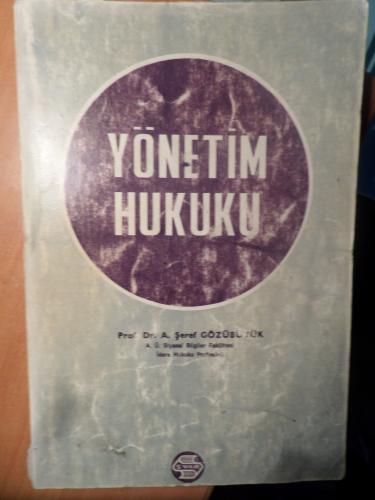 YÖNETİM
HUKUKU
Prof. Dr. A. Şeref GÖZÜBÜYÜK
A. Ü. Siyasal Bilgiler Fakültesi
İdare Hukuku Profesörü